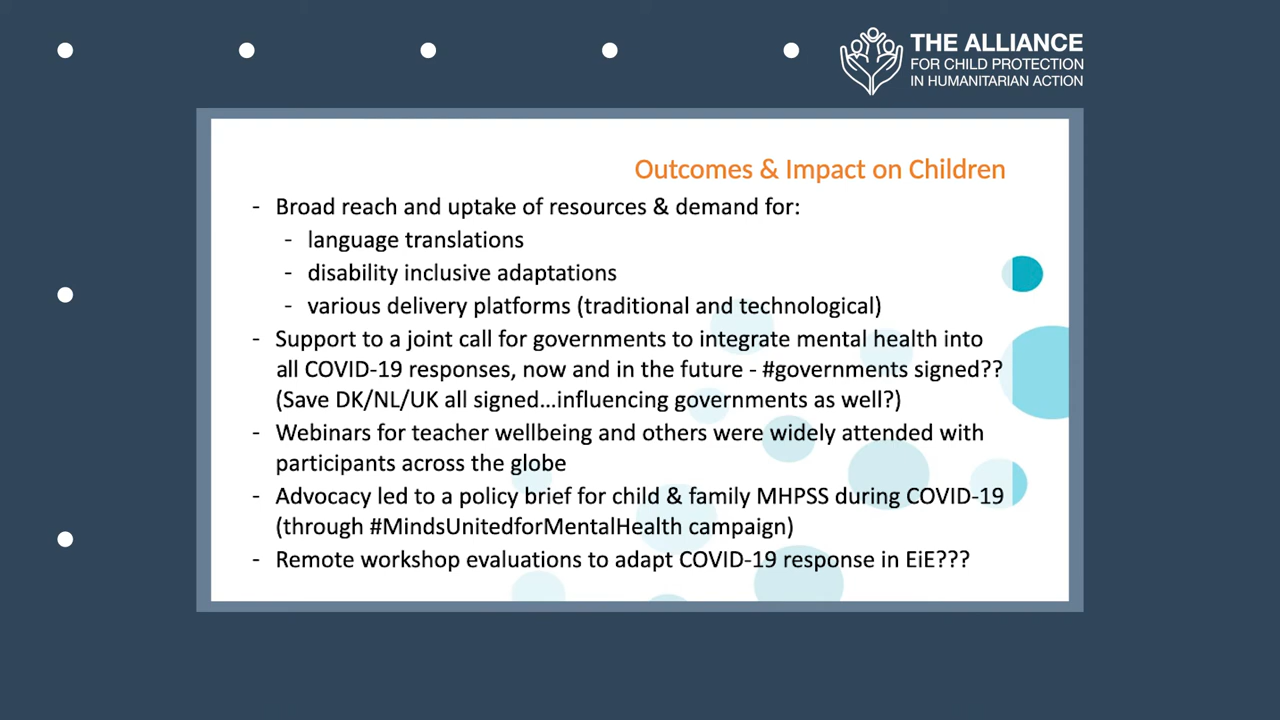 THE ALLIANCE
FOR CHILD PROTECTION
IN HUMANITARIAN ACTION
Outcomes & Impact on Children
- Broad reach and uptake of resources & demand for:
- language translations
- disability inclusive adaptations
- various delivery platforms (traditional and technological)
- Support to a joint call for governments to integrate mental health into
all COVID-19 responses, now and in the future - #governments signed??
(Save DK/NL/UK all signed...influencing governments as well?)
- Webinars for teacher wellbeing and others were widely attended with
participants across the globe
- Advocacy led to a policy brief for child & family MHPSS during COVID-19
(through #MindsUnitedforMentalHealth campaign)
- Remote workshop evaluations to adapt COVID-19 response in EiE???